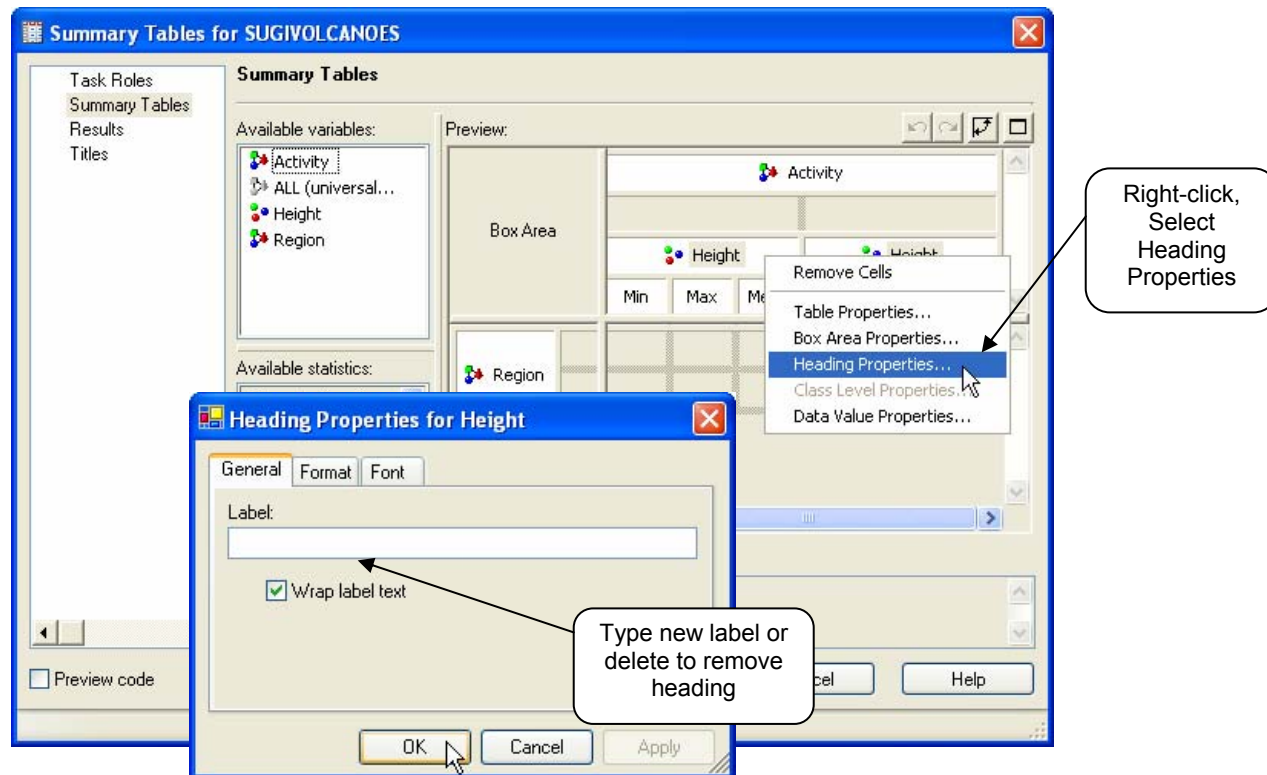 Summary Tables for SUGIVOLCANOES
Task Roles
Summary Tables
Results
Titles
Summary Tables
Available variables:
Activity
ALL (universal...
Height
Region
Preview:
Activity
Box Area
Height
Height
Min Max
Region
Available statistics:
Remove Cells
Table Properties...
Box Area Properties...
Heading Properties...
Class Level Properties...
Data Value Properties...
Right-click,
Select
Heading
Properties
Heading Properties for Height
General Format Font
Label:
Wrap label text
Type new label or
delete to remove
heading
OK Cancel Apply
Preview code
Help